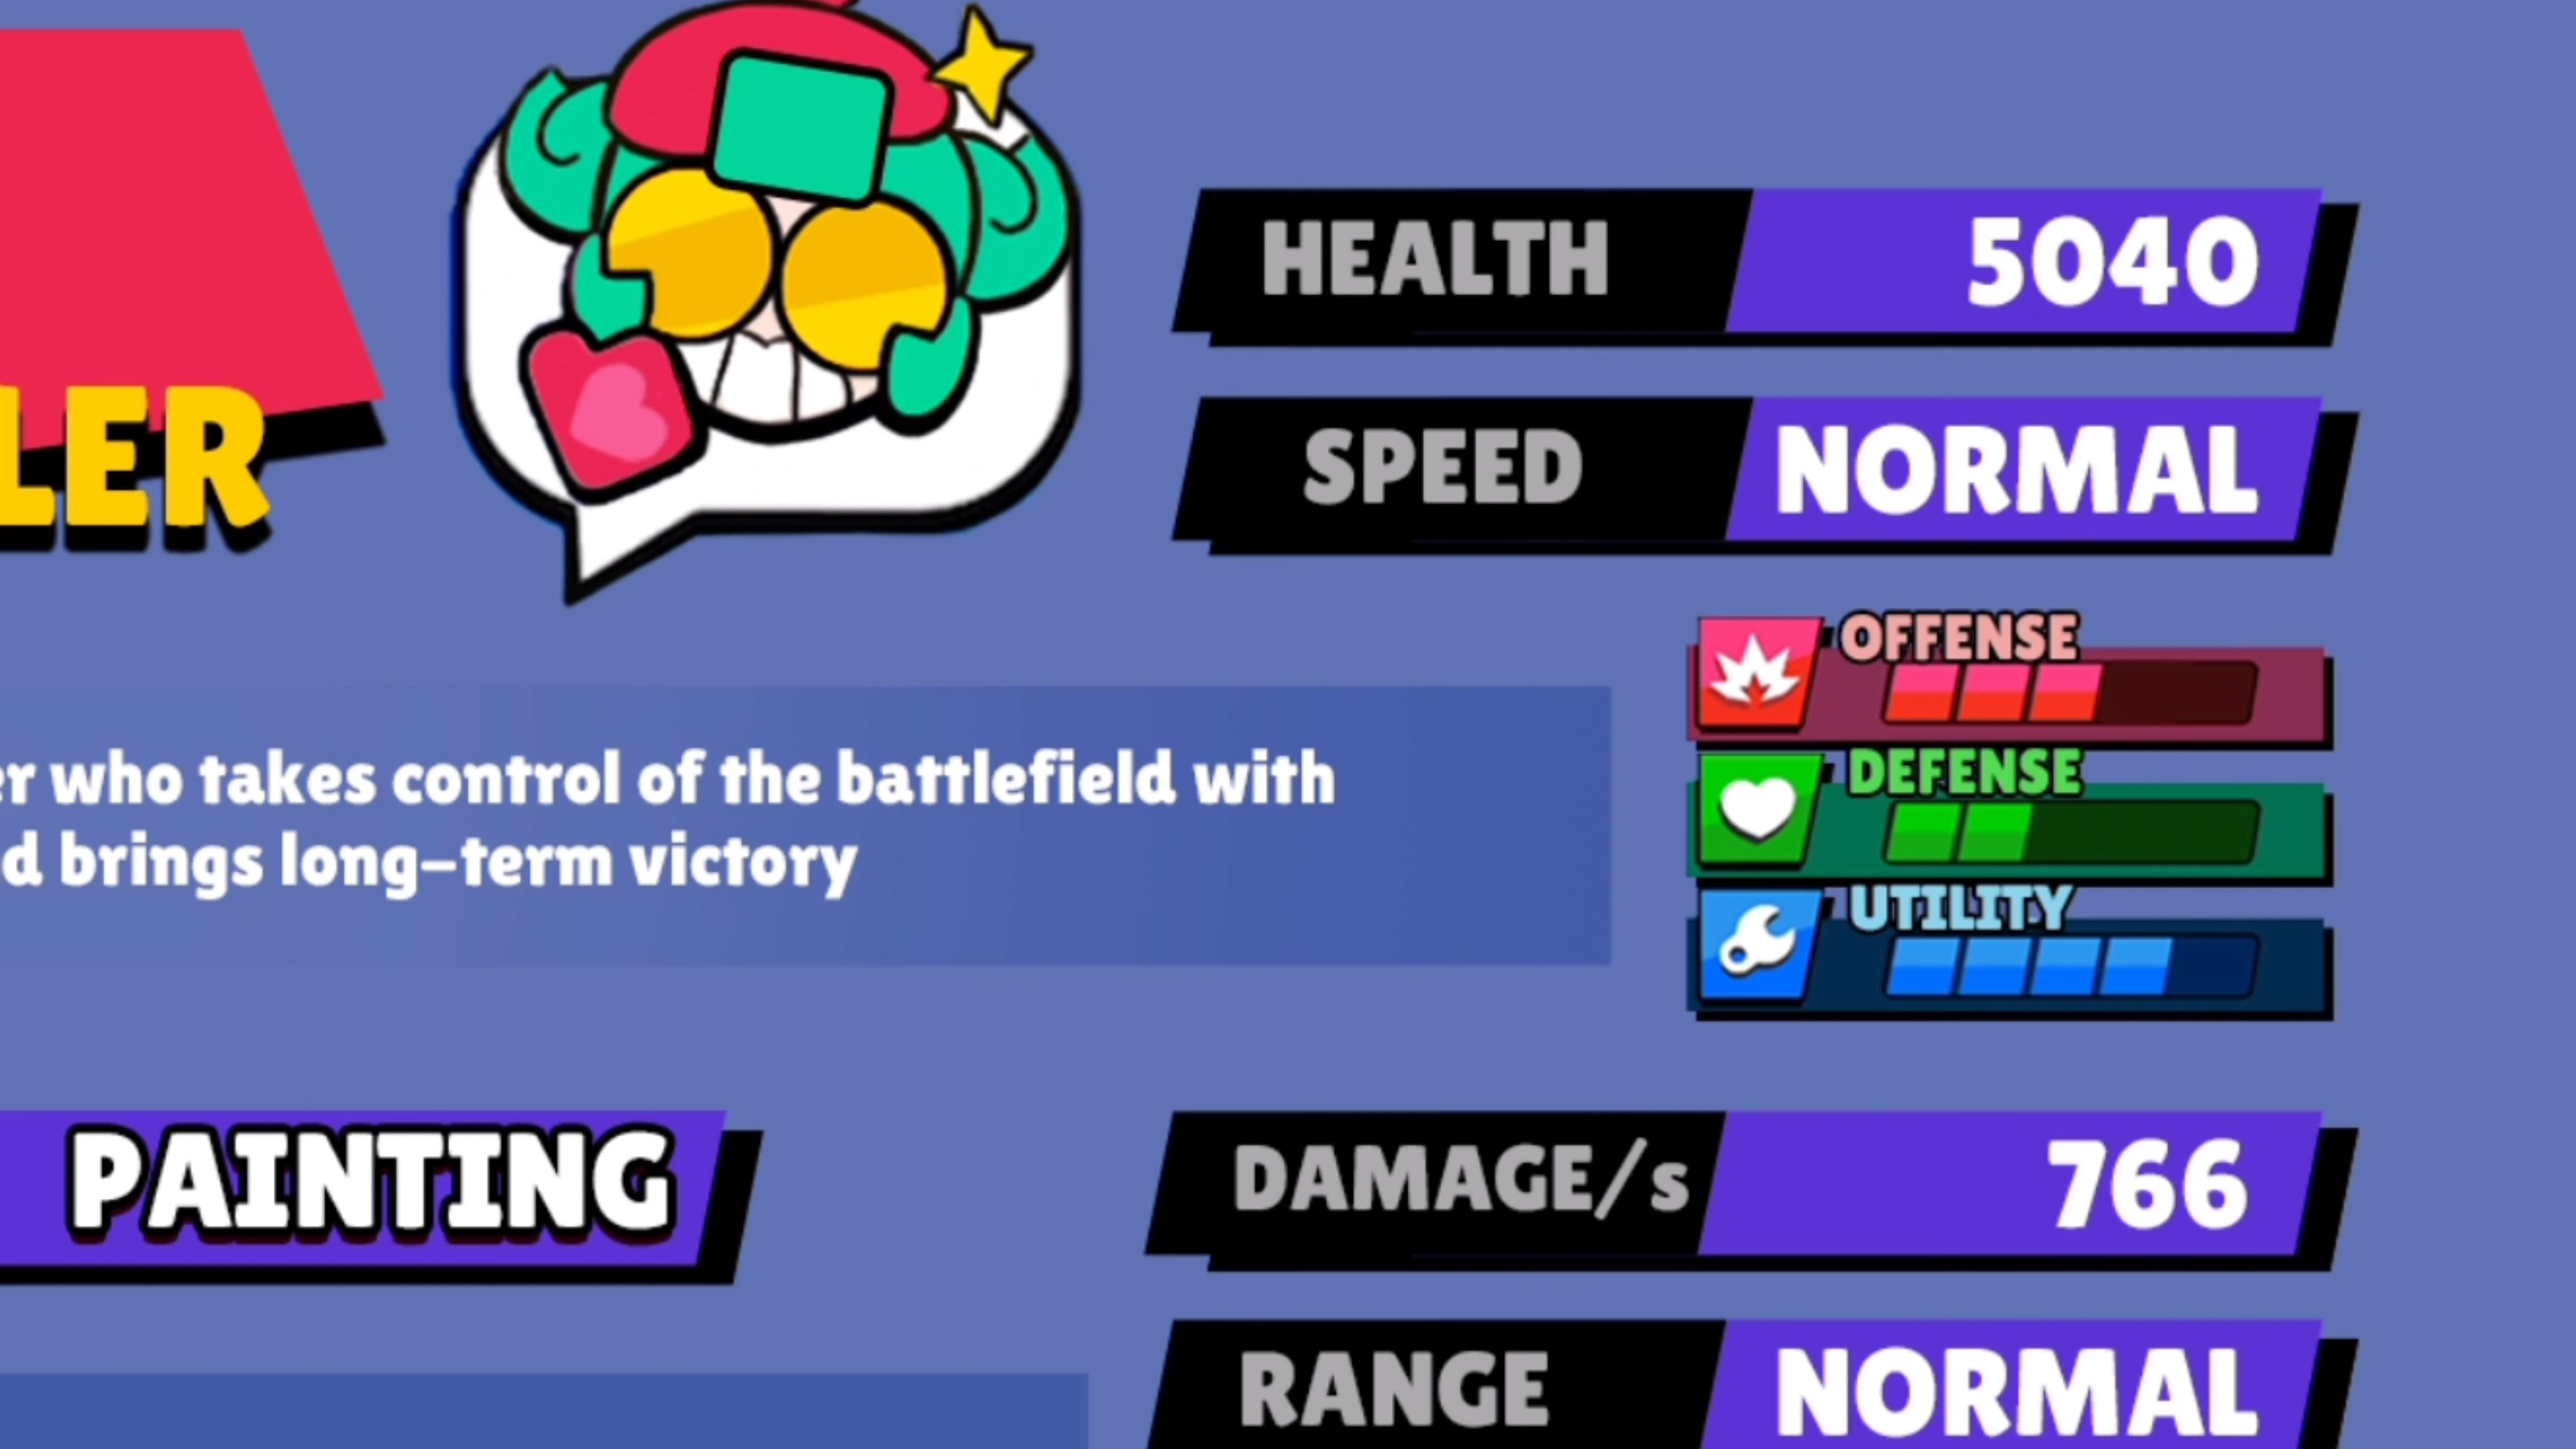 LER
HEALTH 5040
SPEED NORMAL
OFFENSE
DEFENSE
UTILITY
who takes control of the battlefield with
brings long-term victory
PAINTING
DAMAGE/s 766
RANGE NORMAL